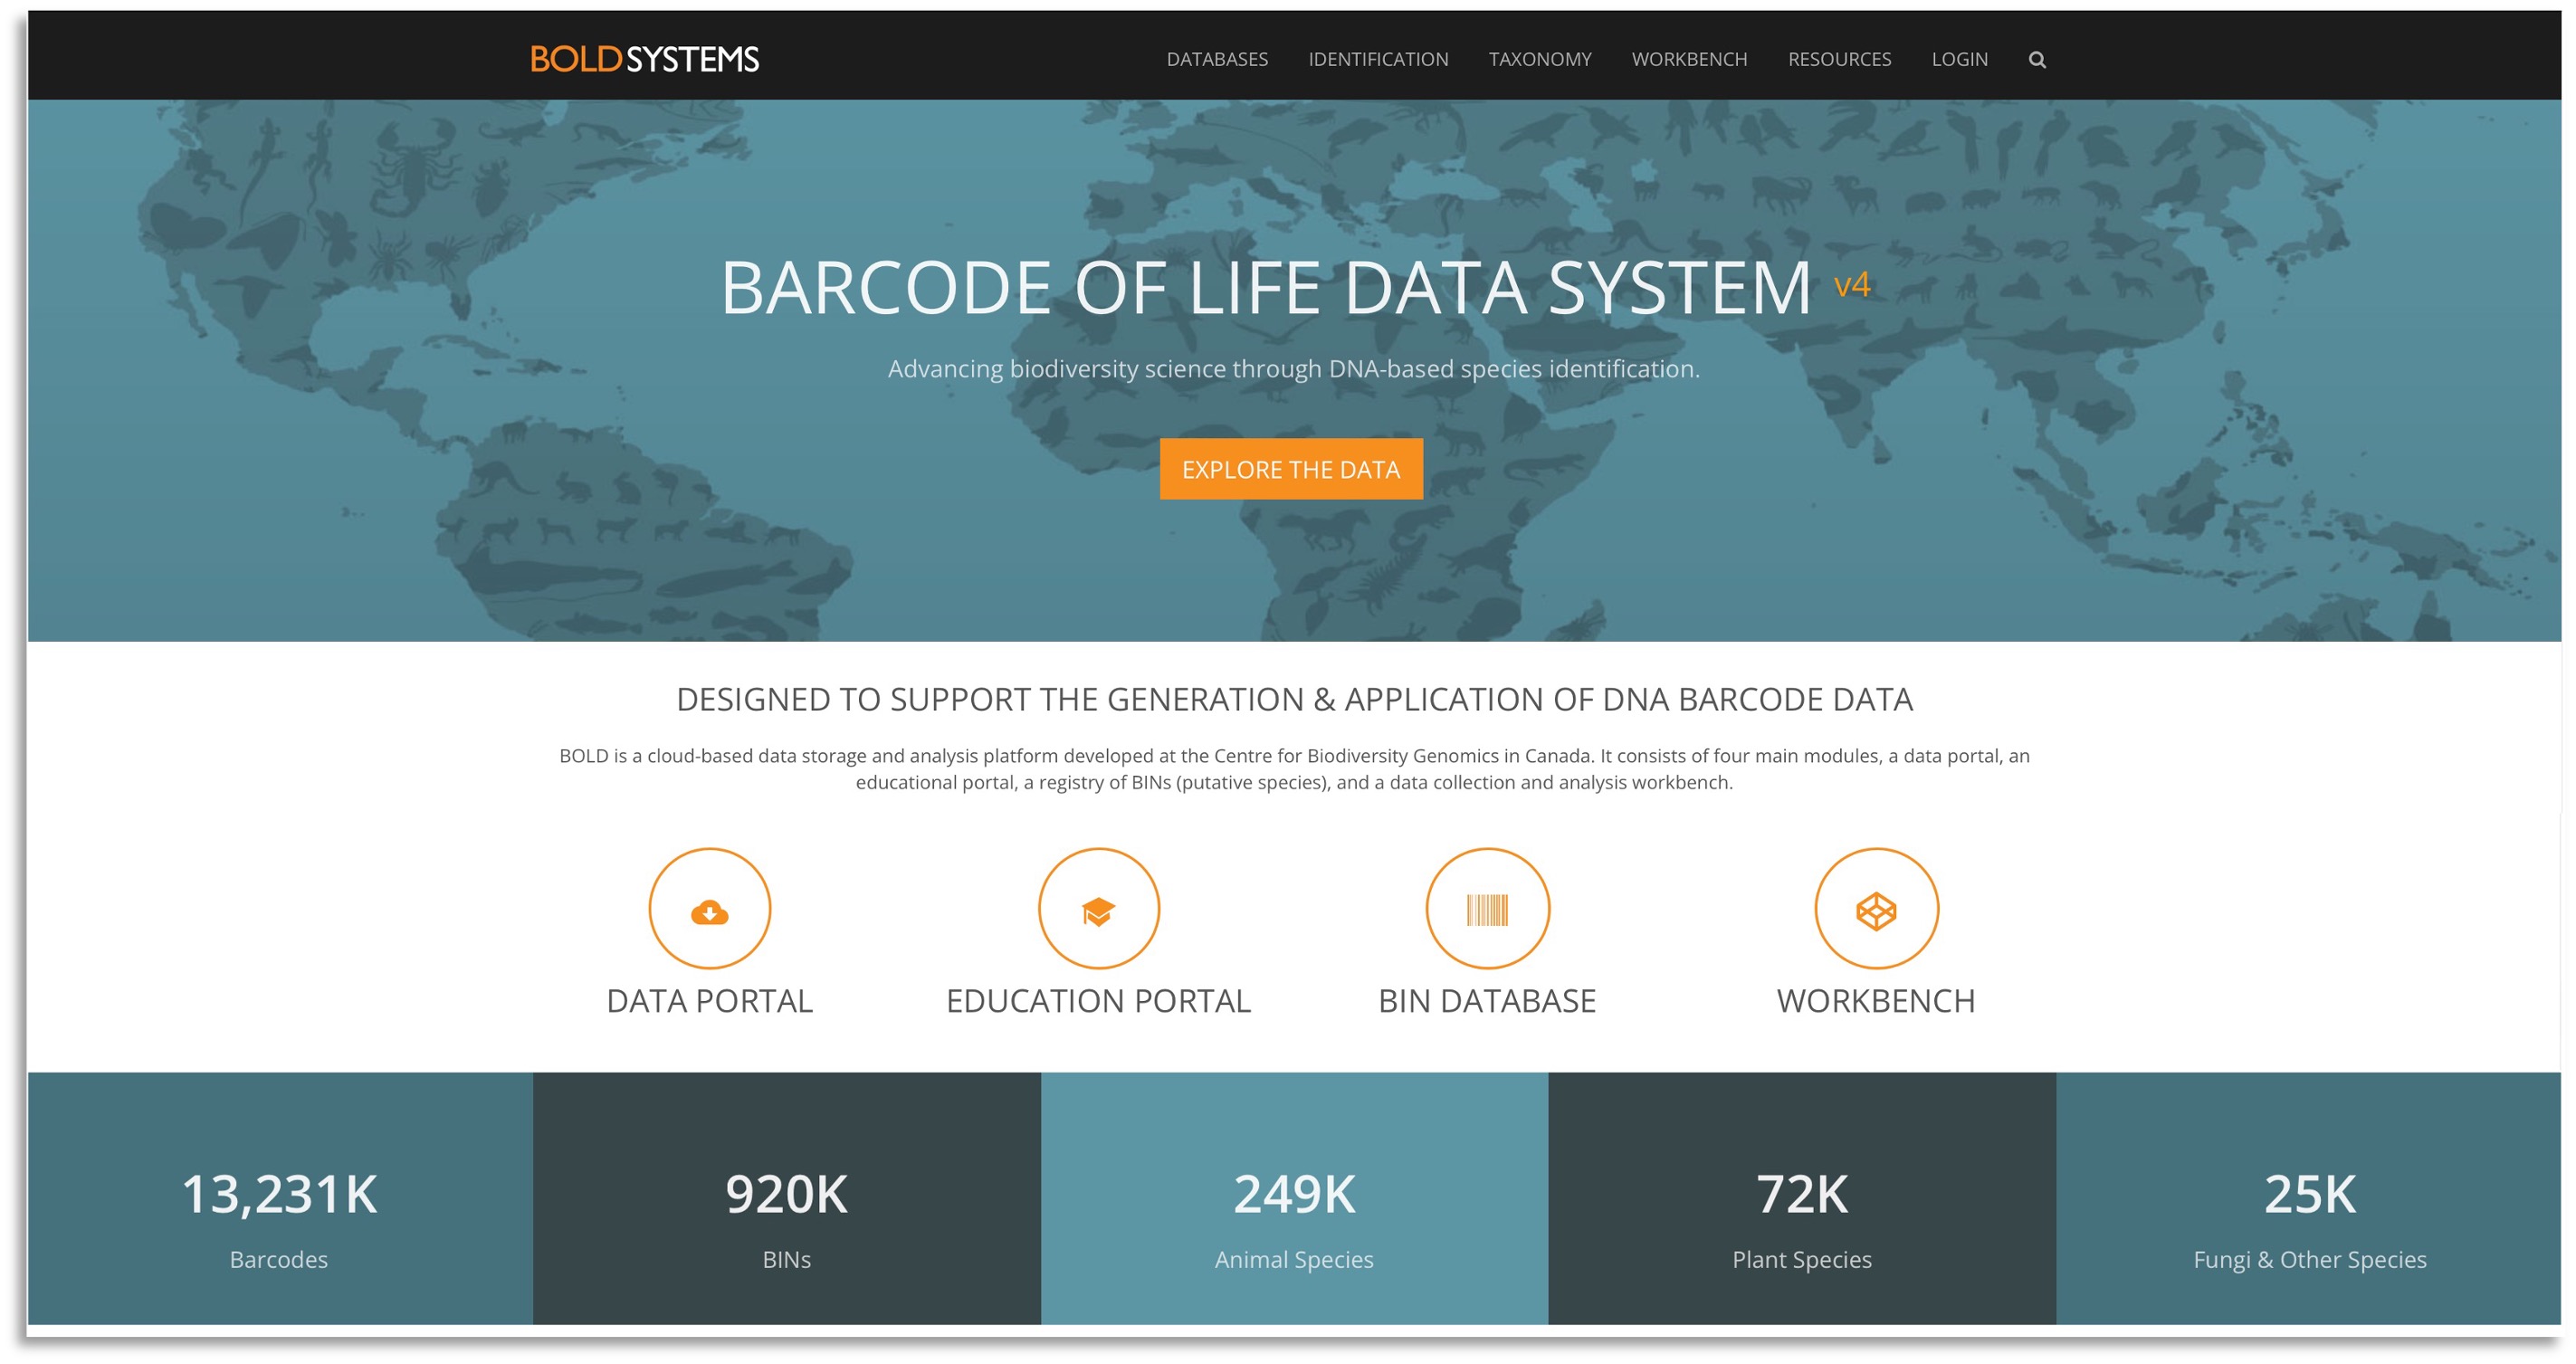 BOLDSYSTEMS
DATABASES IDENTIFICATION TAXONOMY WORKBENCH RESOURCES LOGIN
BARCODE OF LIFE DATA SYSTEM v4
Advancing biodiversity science through DNA-based species identification.
EXPLORE THE DATA
DESIGNED TO SUPPORT THE GENERATION & APPLICATION OF DNA BARCODE DATA
BOLD is a cloud-based data storage and analysis platform developed at the Centre for Biodiversity Genomics in Canada. It consists of four main modules, a data portal, an
educational portal, a registry of BINs (putative species), and a data collection and analysis workbench.
DATA PORTAL
EDUCATION PORTAL
BIN DATABASE
WORKBENCH
13,231K
Barcodes
920K
BINs
249K
Animal Species
72K
Plant Species
25K
Fungi & Other Species